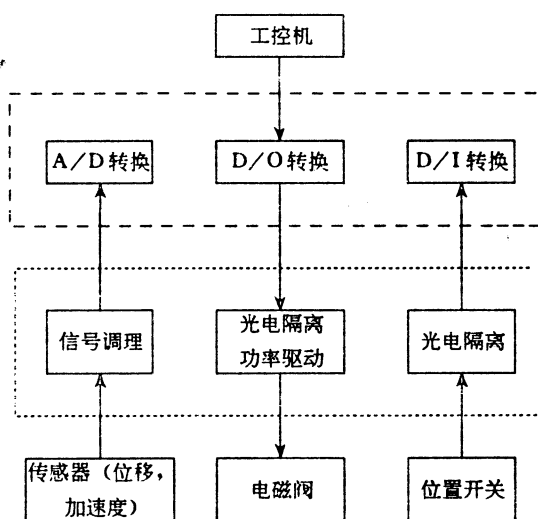 工控机
A/D转换
D/O转换
D/I转换
信号调理
光电隔离
功率驱动
光电隔离
传感器（位移，
加速度）
电磁阀
位置开关